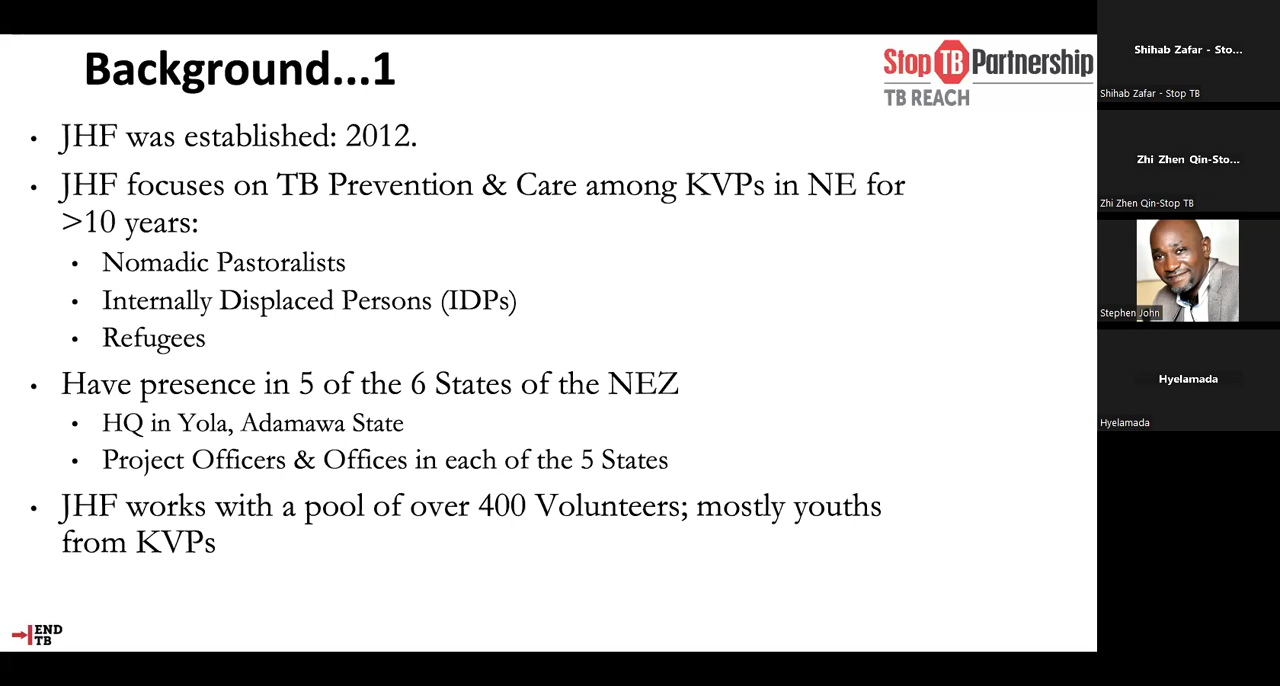 Background...1
Stop TB Partnership
TB REACH
• JHF was established: 2012.
• JHF focuses on TB Prevention & Care among KVPs in NE for
>10 years:
• Nomadic Pastoralists
• Internally Displaced Persons (IDPs)
• Refugees
• Have presence in 5 of the 6 States of the NEZ
• HQ in Yola, Adamawa State
• Project Officers & Offices in each of the 5 States
• JHF works with a pool of over 400 Volunteers; mostly youths
from KVPs
END
TB
Shihab Zafar - Sto...
Shihab Zafar - Stop TB
Zhi Zhen Qin-Sto...
Zhi Zhen Qin-Stop TB
Stephen John
Hyelamada
Hyelamada